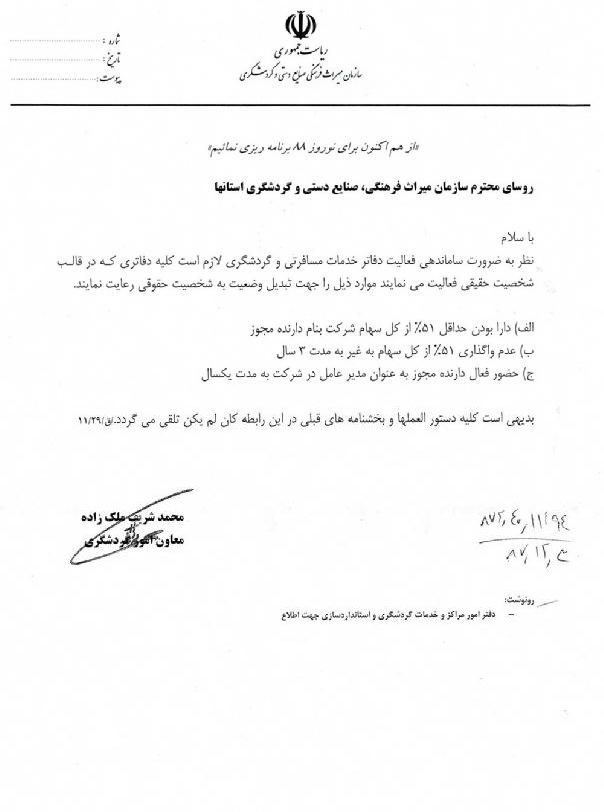 ریاست جمهوری
سازمان میراث فرهنگی صنایع دستی و گردشگری
شماره :
تاریخ :
پیوست:
«از هم اکنون برای نوروز ۸۸ برنامه ریزی نمائیم»
روسای محترم سازمان میراث فرهنگی، صنایع دستی و گردشگری استانها
با سلام
نظر به ضرورت ساماندهی فعالیت دفاتر خدمات مسافرتی و گردشگری لازم است کلیه دفاتری که در قالب
شخصیت حقیقی فعالیت می نمایند موارد ذیل را جهت تبدیل وضعیت به شخصیت حقوقی رعایت نمایند.
الف) دارا بودن حداقل ۵۱٪ از کل سهام شرکت بنام دارنده مجوز
ب) عدم واگذاری ۵۱٪ از کل سهام به غیر به مدت ۳ سال
ج) حضور فعال دارنده مجوز به عنوان مدیر عامل در شرکت به مدت یکسال
بدیهی است کلیه دستور العملها و بخشنامه های قبلی در این رابطه کان لم یکن تلقی می گردد./ق/۱۱/۲۹
محمد شریف ملک زاده
معاون امور گردشگری
رونوشت:
– دفتر امور مراکز و خدمات گردشگری و استانداردسازی جهت اطلاع